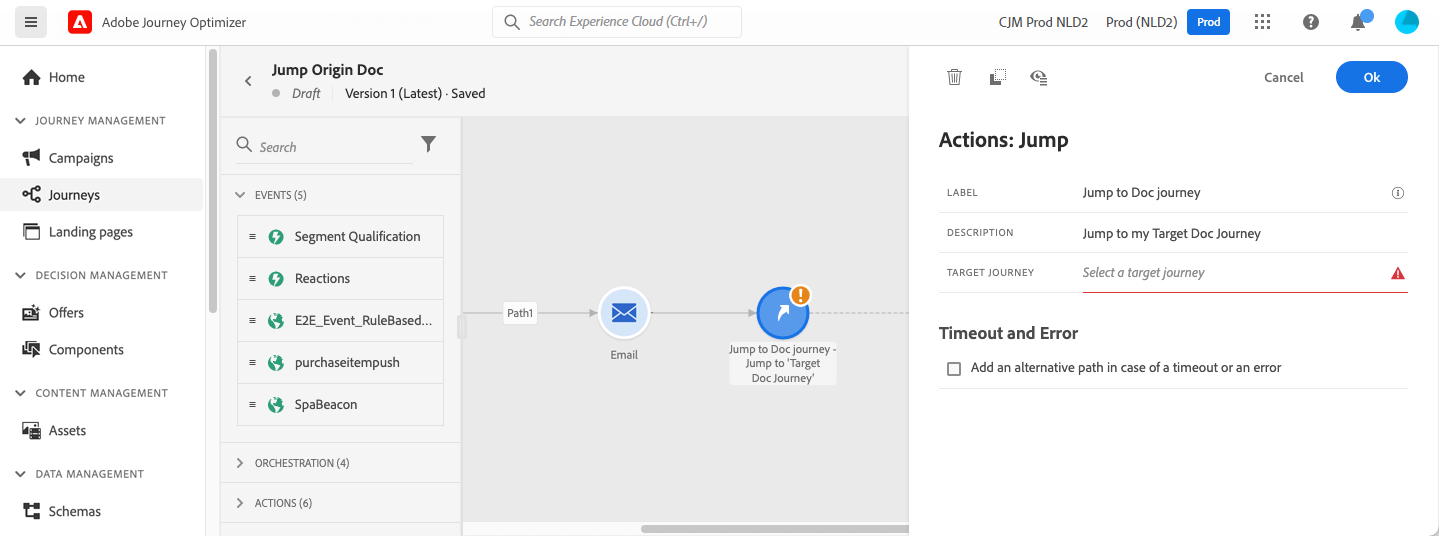 Adobe Journey Optimizer
Search Experience Cloud (Ctrl+/)
CJM Prod NLD2
Prod (NLD2)
Prod
Home
JOURNEY MANAGEMENT
Campaigns
Journeys
Landing pages
DECISION MANAGEMENT
Offers
Components
CONTENT MANAGEMENT
Assets
DATA MANAGEMENT
Schemas
Jump Origin Doc
Draft
Version 1 (Latest) · Saved
Search
EVENTS (5)
Segment Qualification
Reactions
E2E_Event_RuleBased...
purchaseitempush
SpaBeacon
ORCHESTRATION (4)
ACTIONS (6)
Path1
Email
Jump to Doc journey -
Jump to 'Target
Doc Journey'
Cancel
Ok
Actions: Jump
LABEL
Jump to Doc journey
DESCRIPTION
Jump to my Target Doc Journey
TARGET JOURNEY
Select a target journey
Timeout and Error
Add an alternative path in case of a timeout or an error